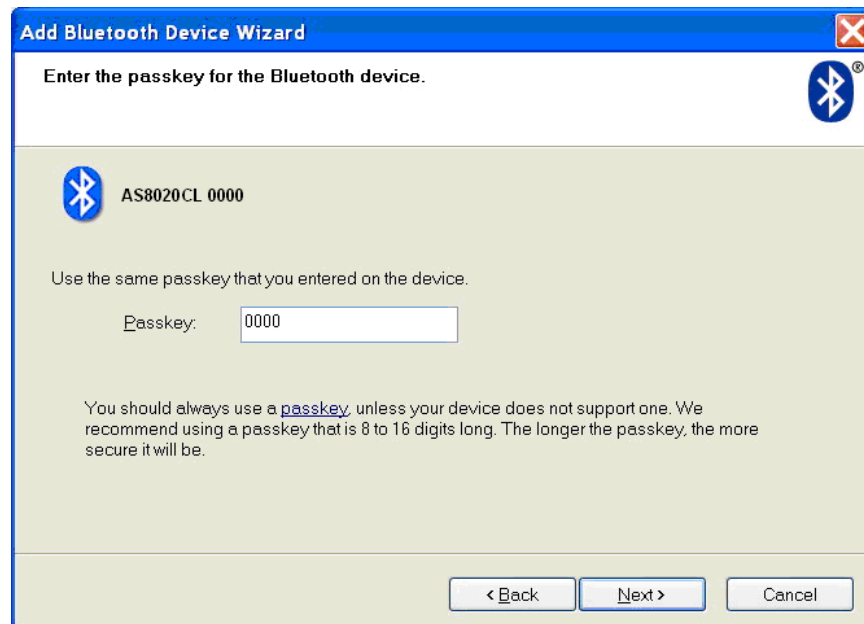 Add Bluetooth Device Wizard
Enter the passkey for the Bluetooth device.
®
AS8020CL 0000
Use the same passkey that you entered on the device.
Passkey: 0000
You should always use a passkey, unless your device does not support one. We
recommend using a passkey that is 8 to 16 digits long. The longer the passkey, the more
secure it will be.
< Back Next > Cancel